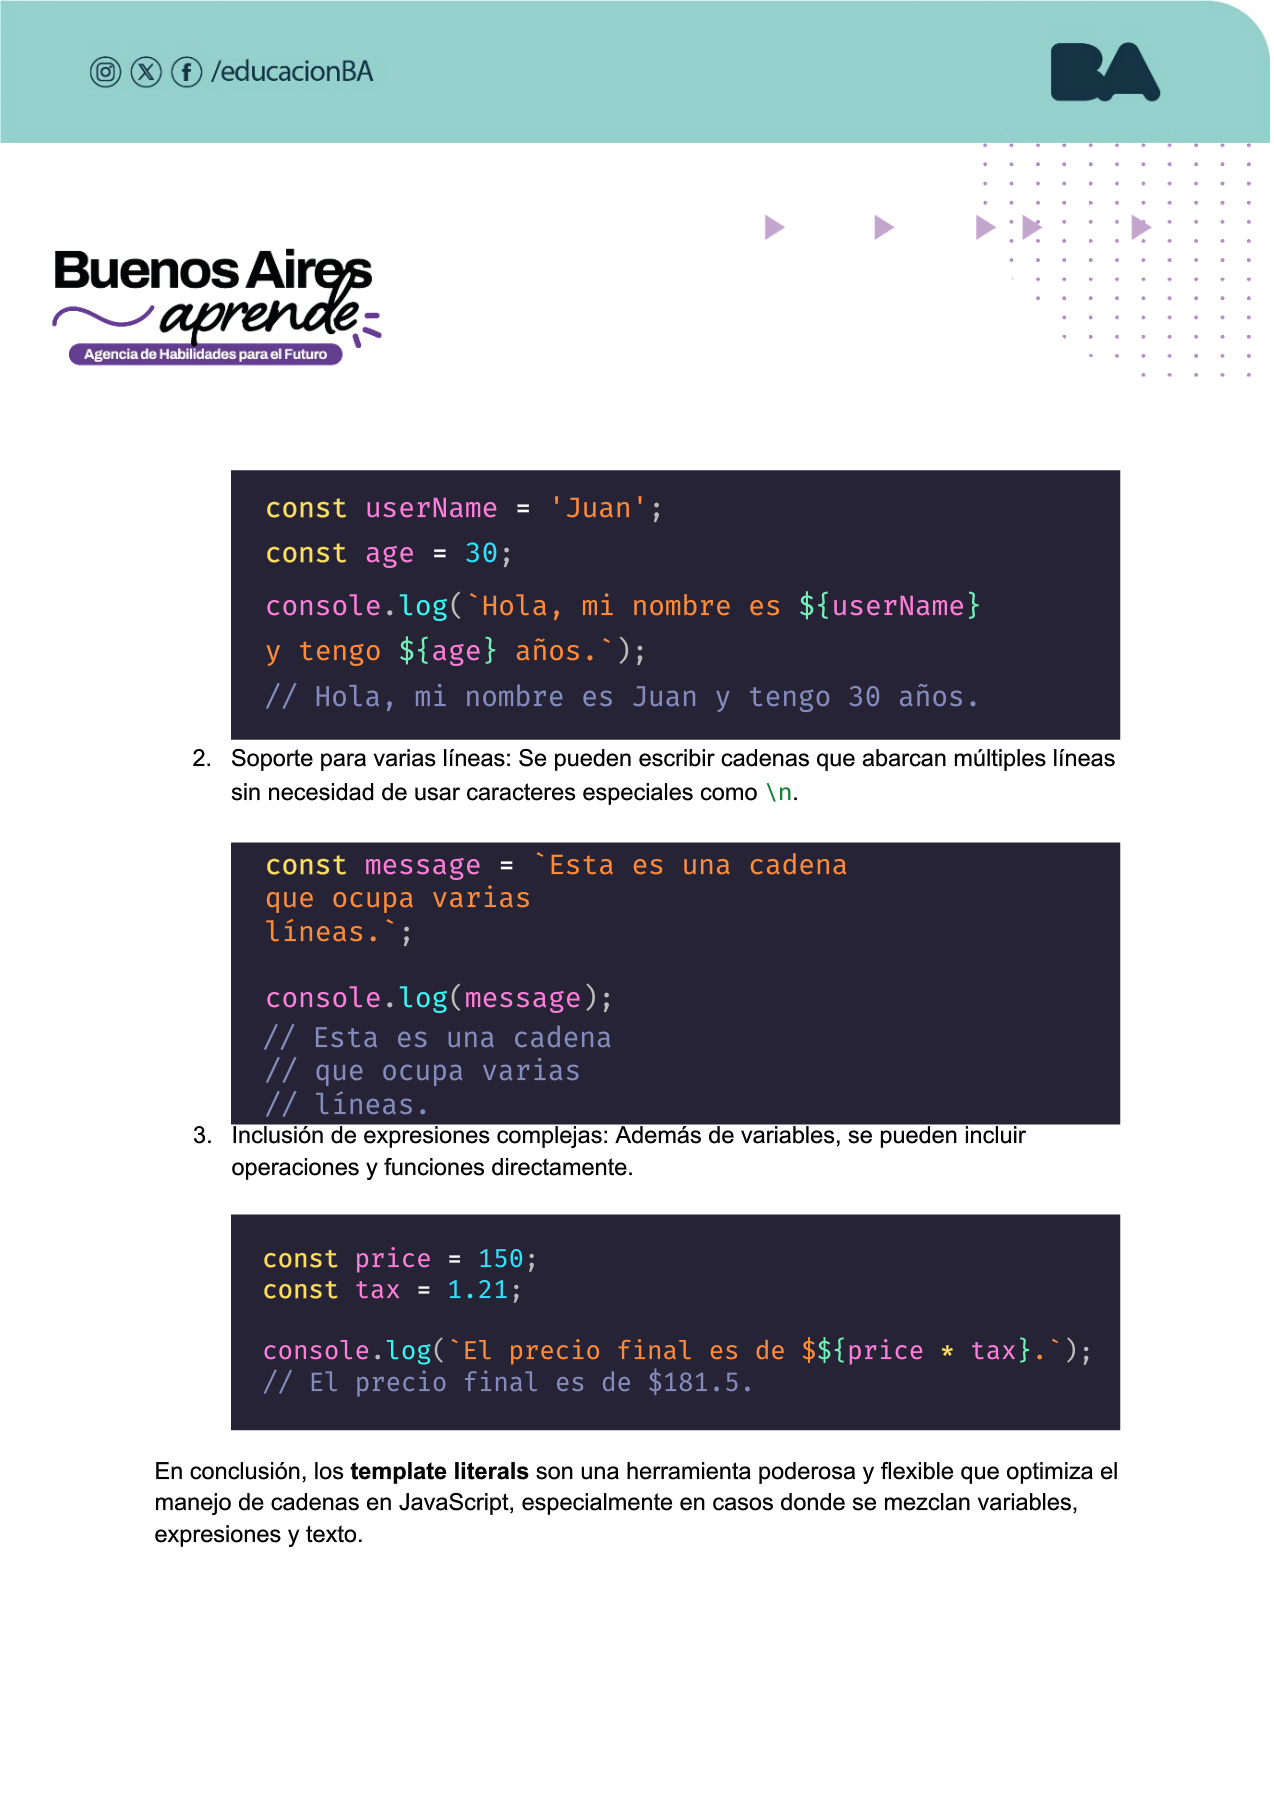 /educacionBA
BA
Buenos Aires
aprende
Agencia de Habilidades para el Futuro
const userName = 'Juan';
const age = 30;
console.log(`Hola, mi nombre es ${userName}
y tengo ${age} años.`);
// Hola, mi nombre es Juan y tengo 30 años.
2. Soporte para varias líneas: Se pueden escribir cadenas que abarcan múltiples líneas
sin necesidad de usar caracteres especiales como \n.
const message = `Esta es una cadena
que ocupa varias
líneas.`;
console.log(message);
// Esta es una cadena
// que ocupa varias
// líneas.
3. Inclusión de expresiones complejas: Además de variables, se pueden incluir
operaciones y funciones directamente.
const price = 150;
const tax = 1.21;
console.log(`El precio final es de $${price * tax}.`);
// El precio final es de $181.5.
En conclusión, los template literals son una herramienta poderosa y flexible que optimiza el
manejo de cadenas en JavaScript, especialmente en casos donde se mezclan variables,
expresiones y texto.